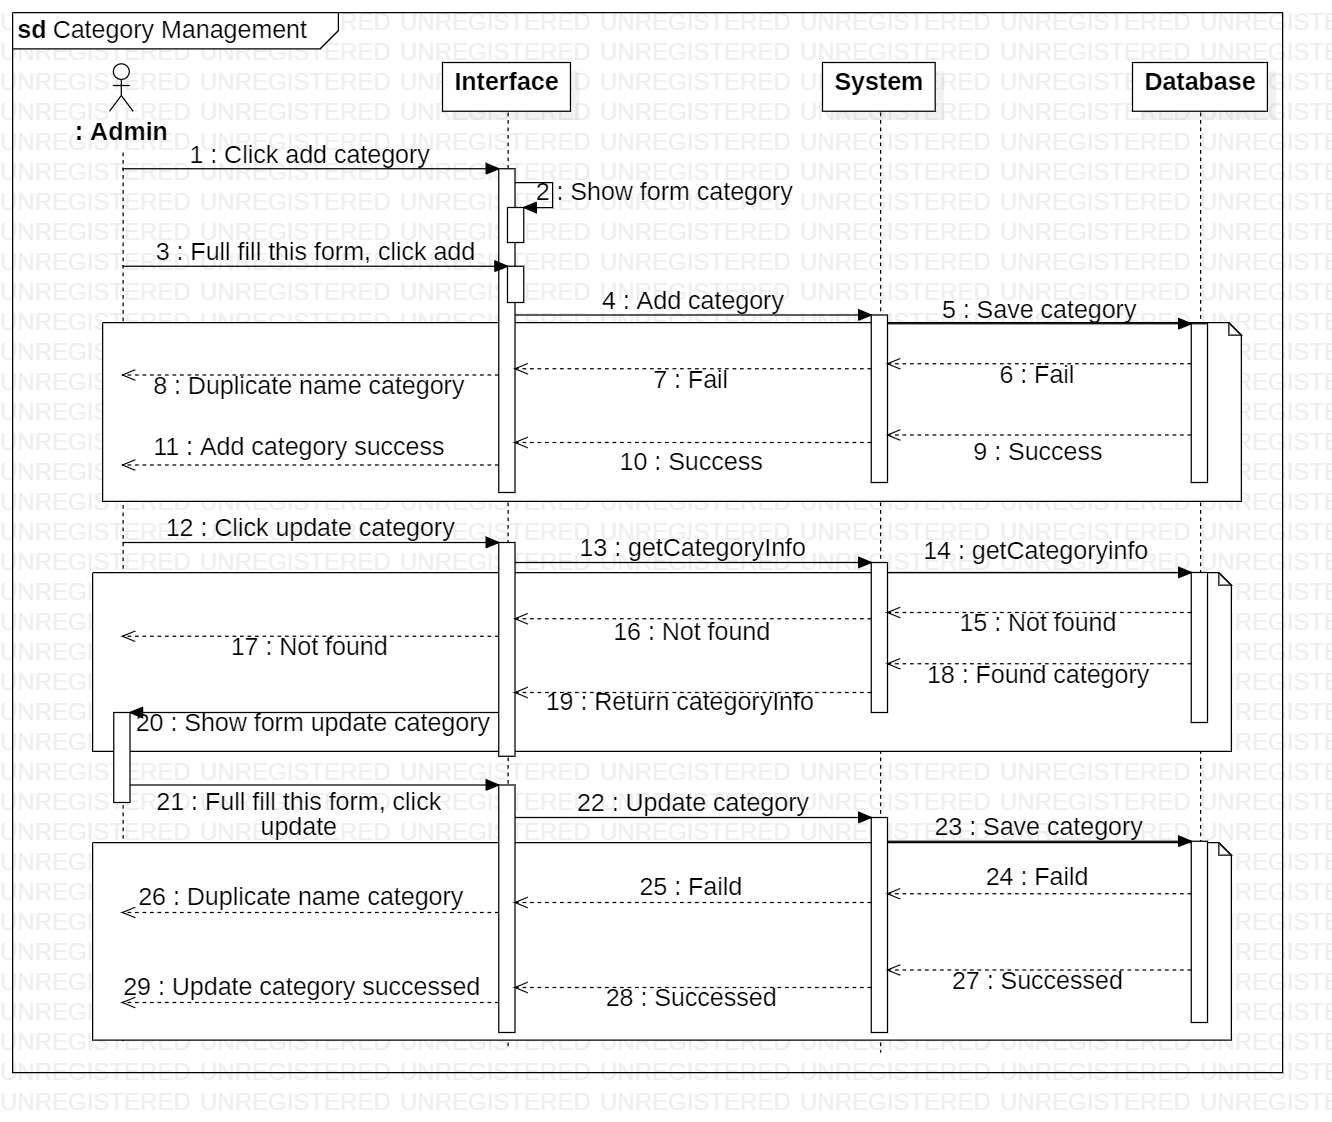 sd Category Management
Interface
System
Database
: Admin
1 : Click add category
2 : Show form category
3 : Full fill this form, click add
4 : Add category
5 : Save category
6 : Fail
7 : Fail
8 : Duplicate name category
9 : Success
10 : Success
11 : Add category success
12 : Click update category
13 : getCategoryInfo
14 : getCategoryinfo
15 : Not found
16 : Not found
17 : Not found
18 : Found category
19 : Return categoryInfo
20 : Show form update category
21 : Full fill this form, click
update
22 : Update category
23 : Save category
24 : Faild
25 : Faild
26 : Duplicate name category
27 : Successed
28 : Successed
29 : Update category successed
UNREGISTERED